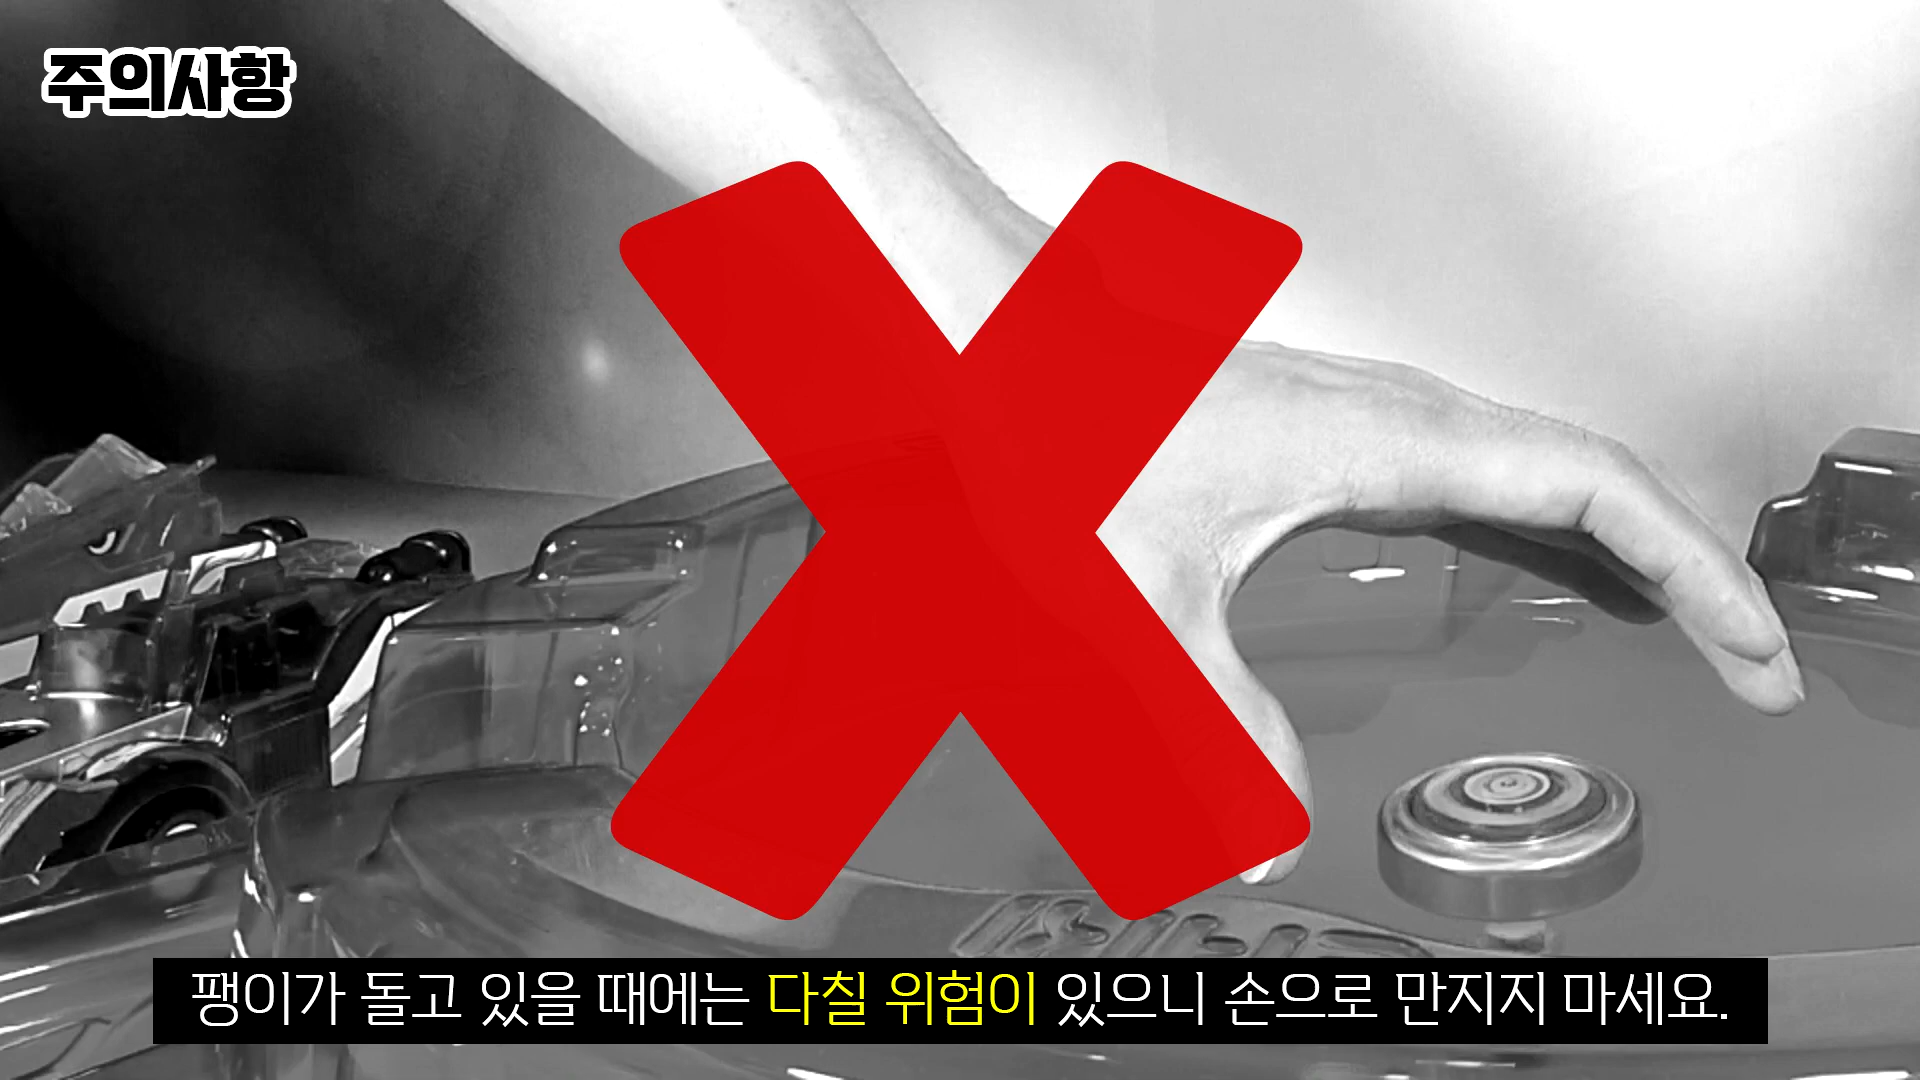 주의사항
팽이가 돌고 있을 때에는 다칠 위험이 있으니 손으로 만지지 마세요.